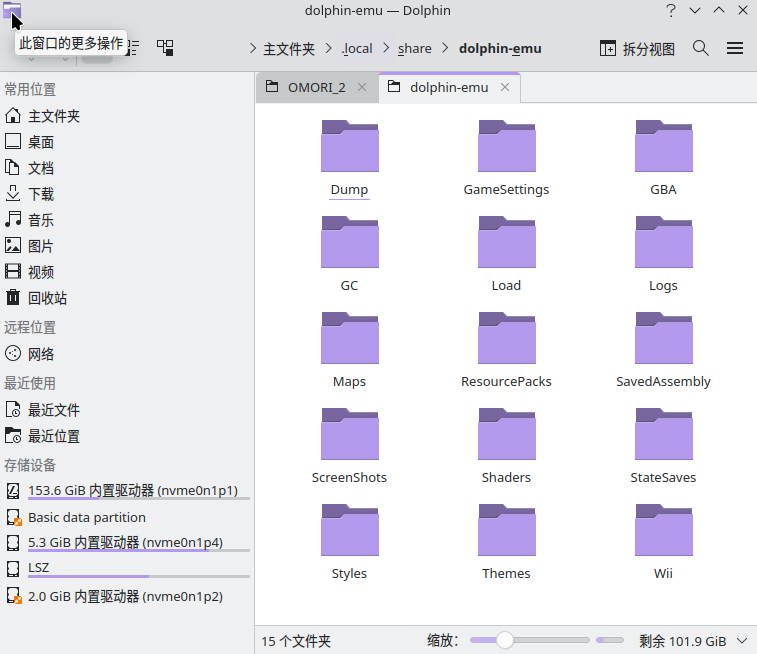 dolphin-emu — Dolphin
此窗口的更多操作
主文件夹 .local share dolphin-emu 拆分视图
OMORI_2 dolphin-emu
常用位置
主文件夹
桌面
文档
下载
音乐
图片
视频
回收站
远程位置
网络
最近使用
最近文件
最近位置
存储设备
153.6 GiB 内置驱动器 (nvme0n1p1)
Basic data partition
5.3 GiB 内置驱动器 (nvme0n1p4)
LSZ
2.0 GiB 内置驱动器 (nvme0n1p2)
Dump GameSettings GBA
GC Load Logs
Maps ResourcePacks SavedAssembly
ScreenShots Shaders StateSaves
Styles Themes Wii
15 个文件夹 缩放： 剩余 101.9 GiB